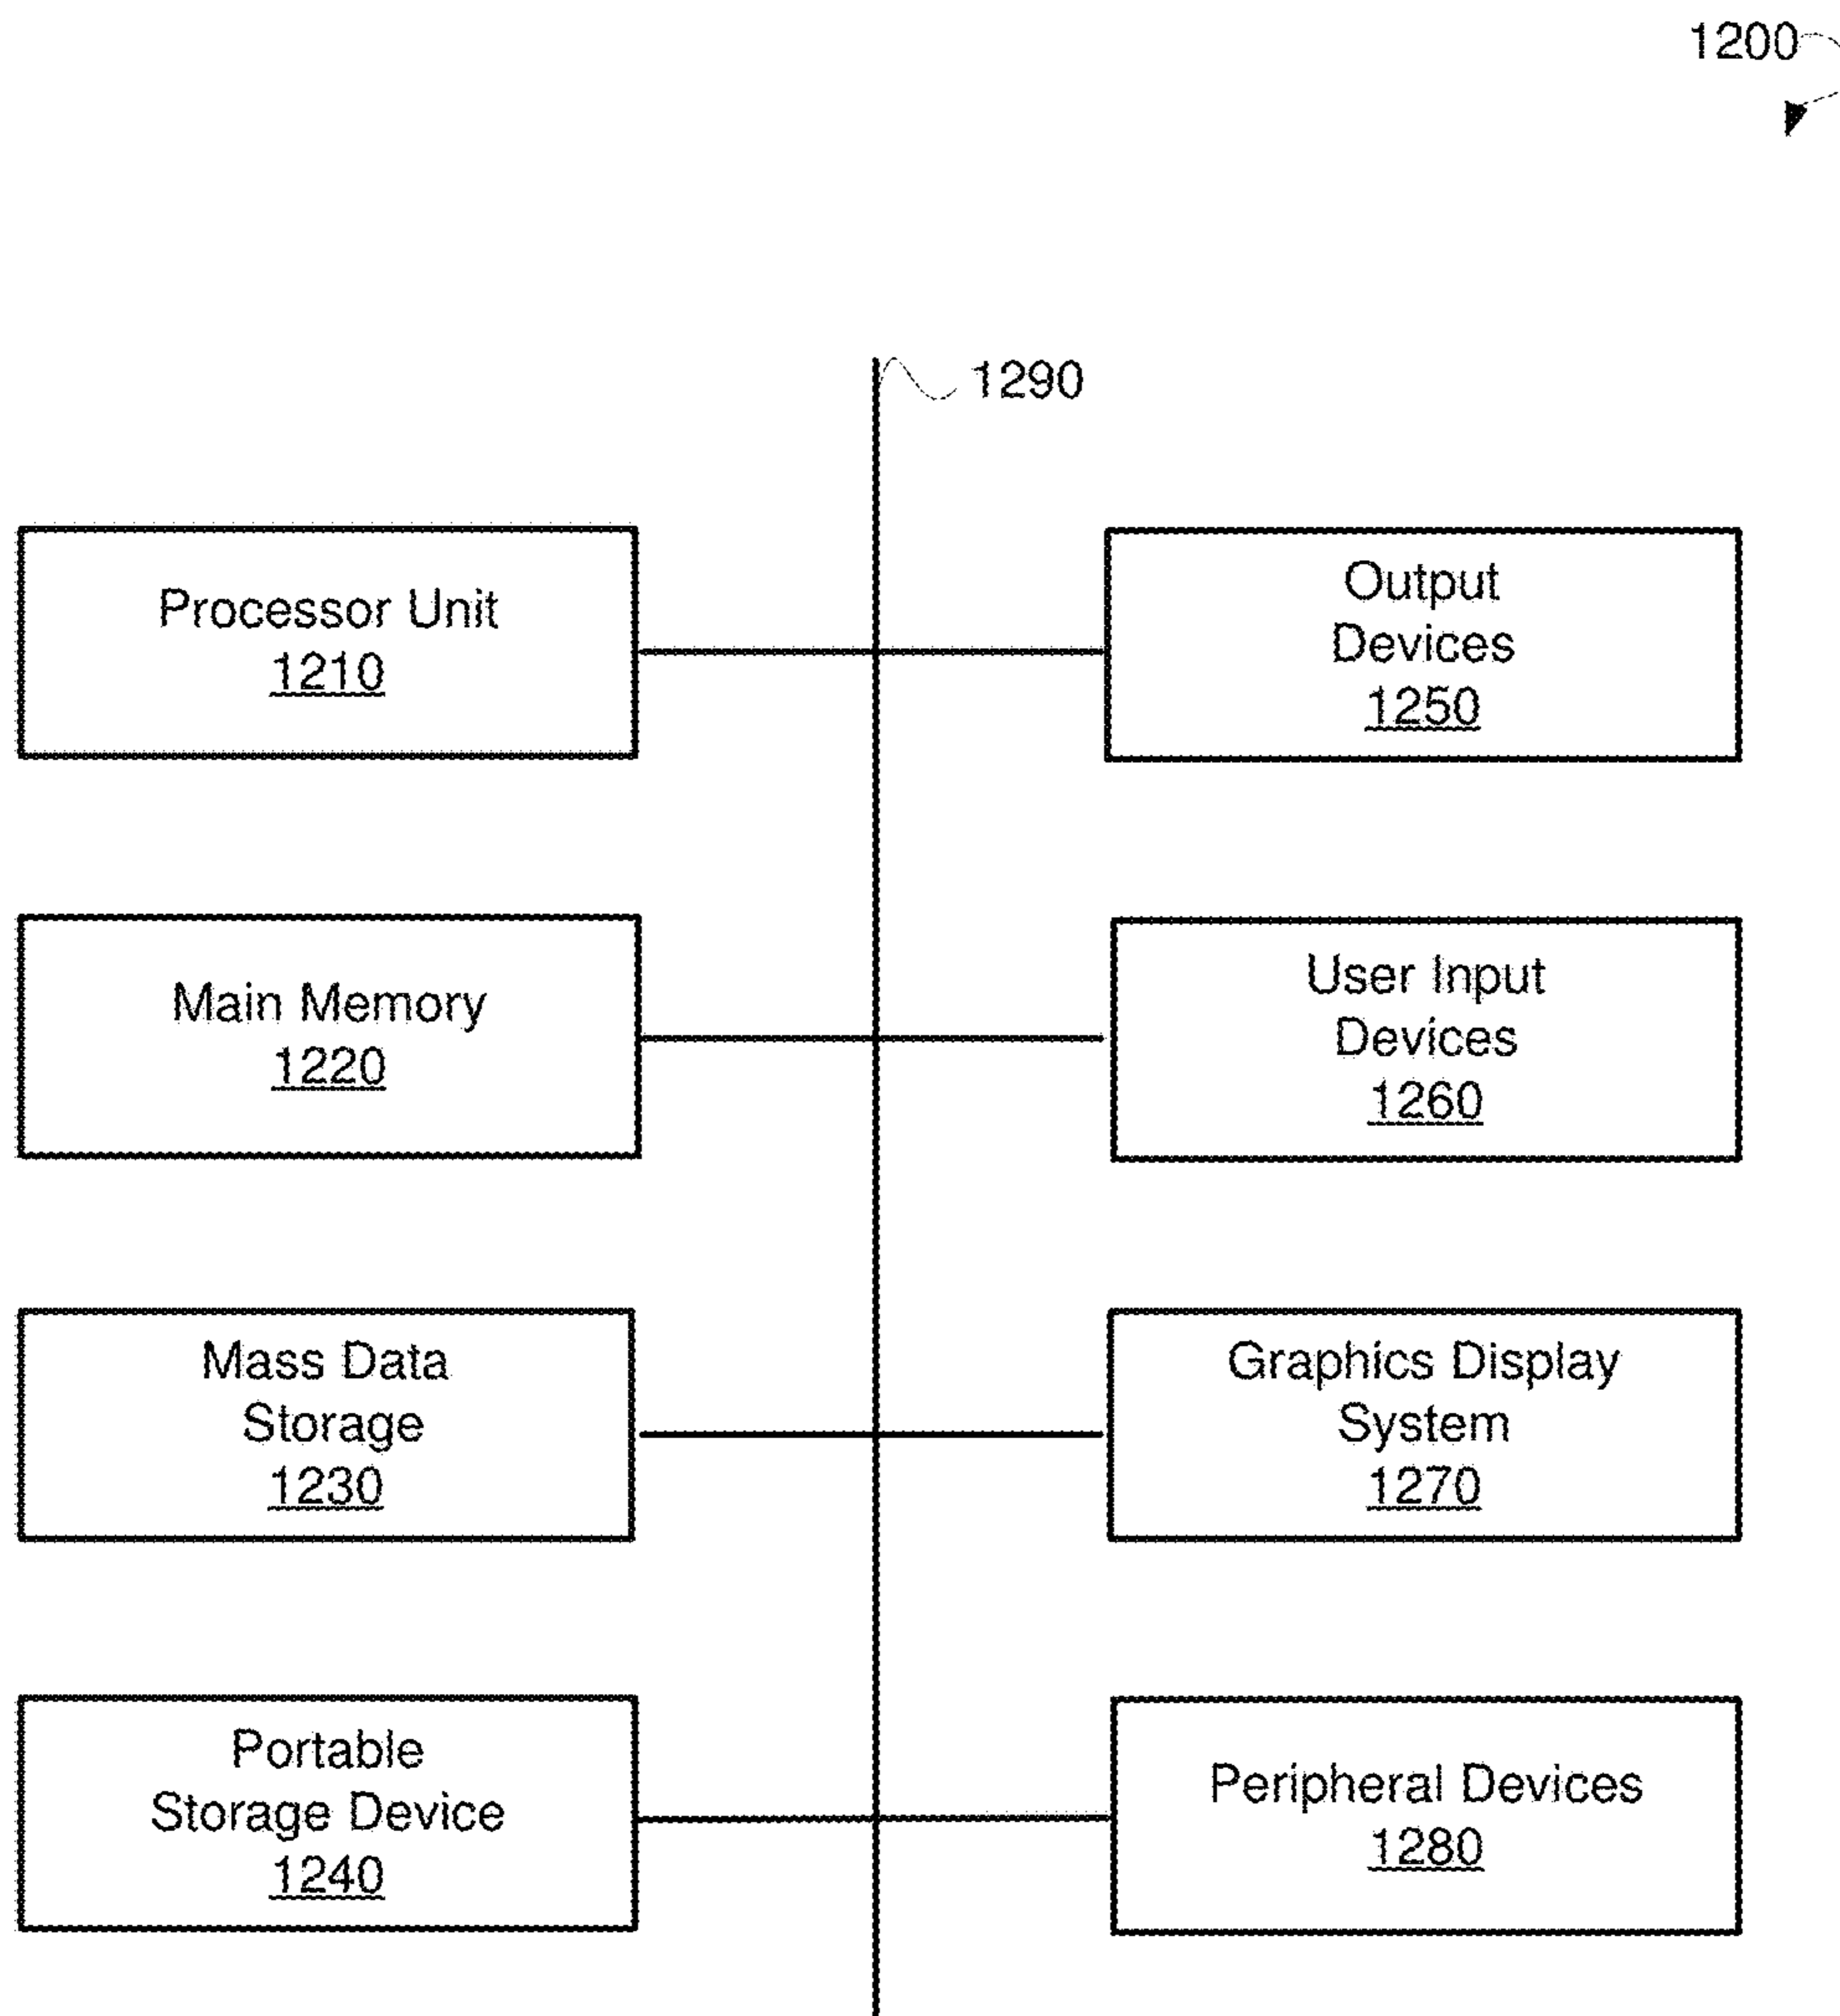 1200
1290
Processor Unit
1210
Output
Devices
1250
Main Memory
1220
User Input
Devices
1260
Mass Data
Storage
1230
Graphics Display
System
1270
Portable
Storage Device
1240
Peripheral Devices
1280